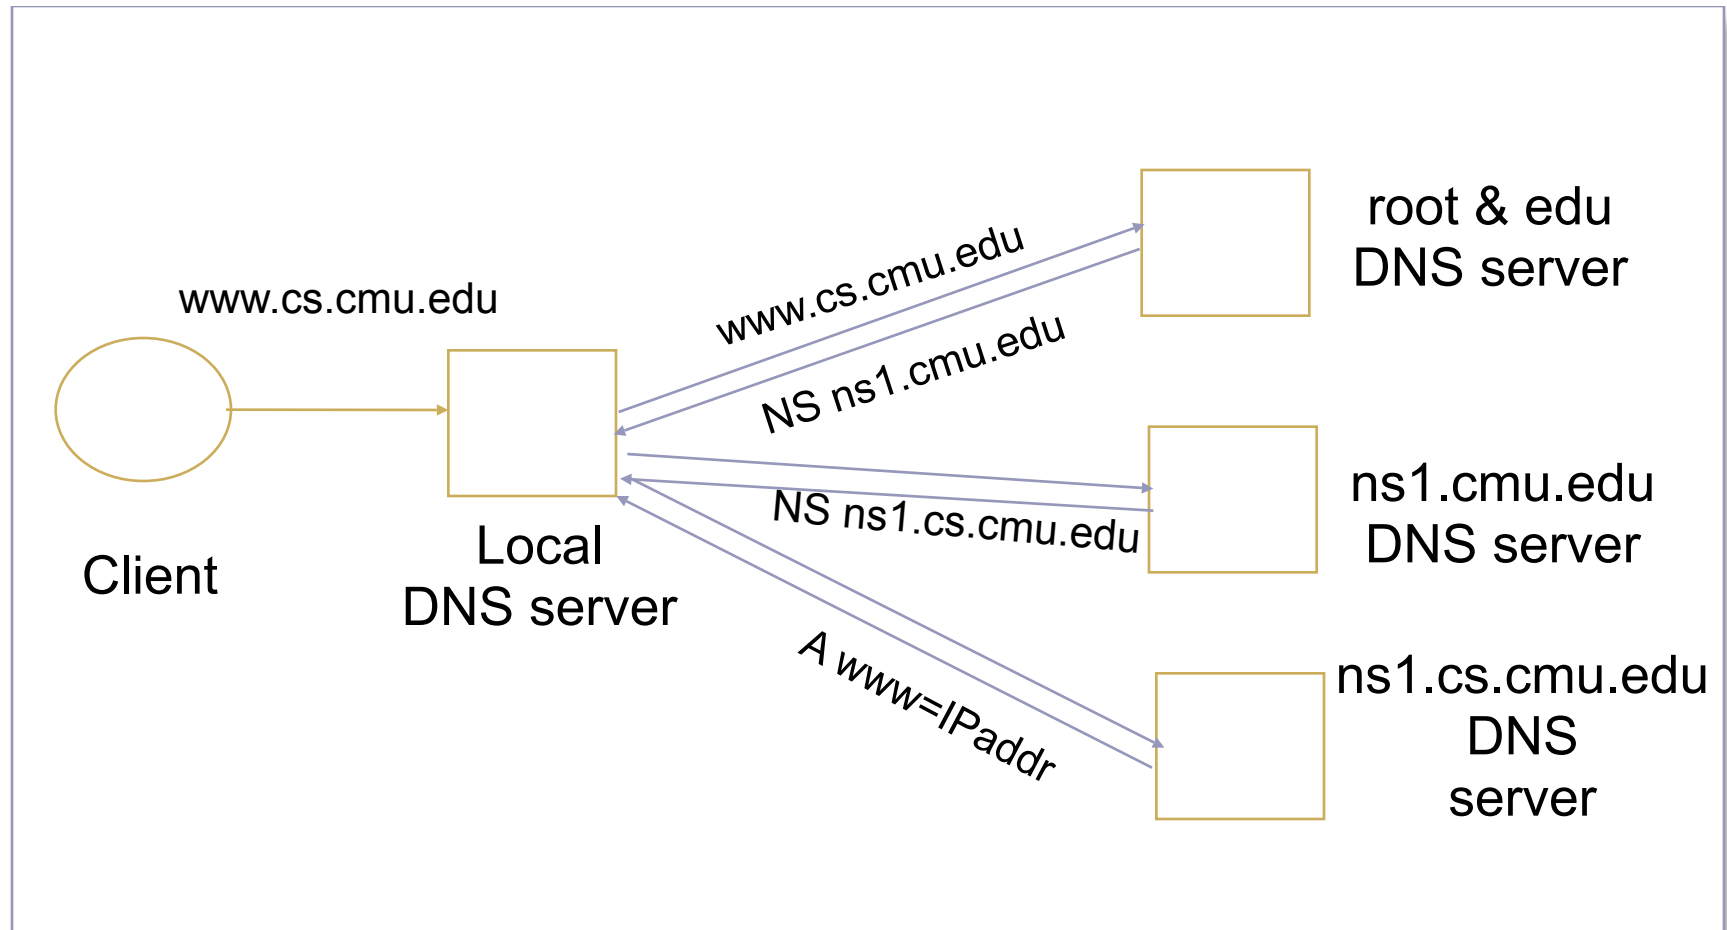 www.cs.cmu.edu
Client
Local
DNS server
www.cs.cmu.edu
NS ns1.cmu.edu
NS ns1.cs.cmu.edu
A www=IPaddr
root & edu
DNS server
ns1.cmu.edu
DNS server
ns1.cs.cmu.edu
DNS
server